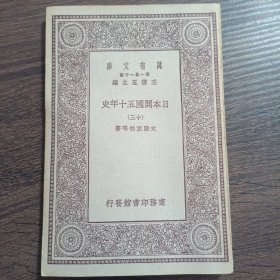 萬有文庫
第一集一千種
王雲五主編
日本開國五十年史
(十三)
大隈重信等著
商務印書館發行